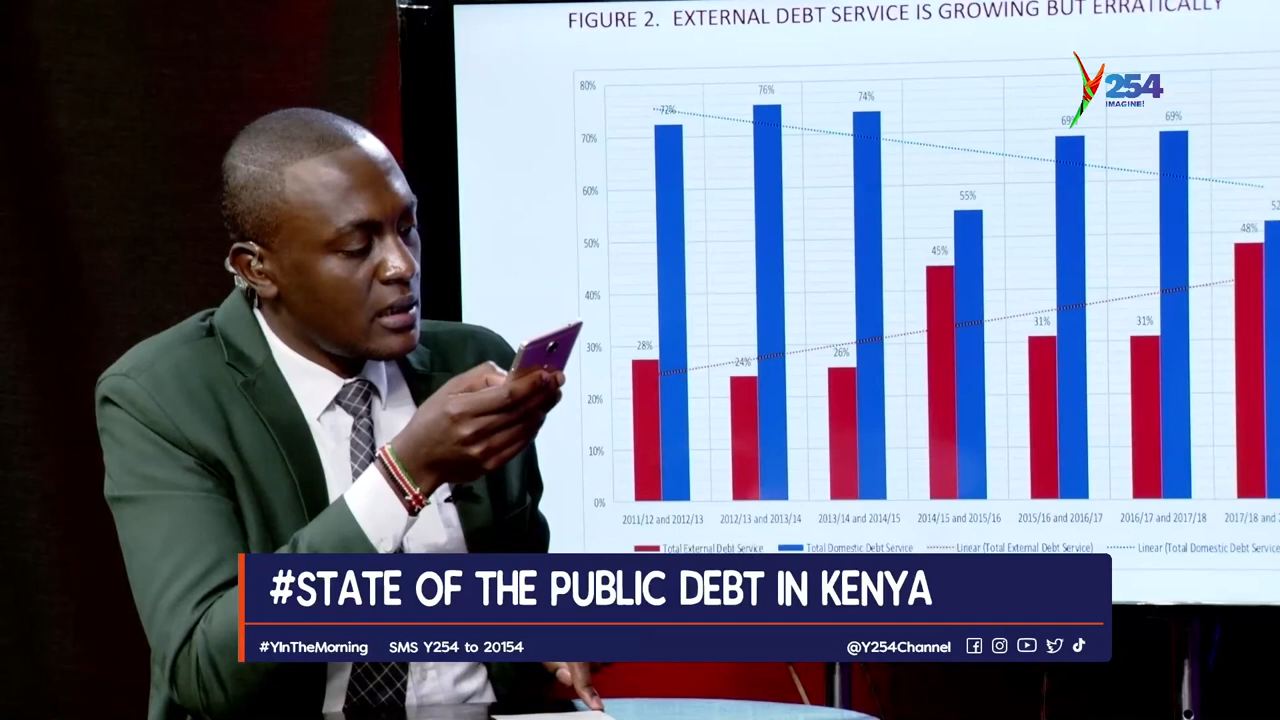 FIGURE 2. EXTERNAL DEBT SERVICE IS GROWING BUT ERRATICALLY
Y254
IMAGINE!
80%
70%
60%
50%
40%
30%
20%
10%
0%
28%
72%
24%
76%
26%
74%
45%
55%
31%
69%
31%
69%
48%
2011/12 and 2012/13
2012/13 and 2013/14
2013/14 and 2014/15
2014/15 and 2015/16
2015/16 and 2016/17
2016/17 and 2017/18
2017/18 and
Total External Debt Service
Total Domestic Debt Service
Linear (Total External Debt Service)
Linear (Total Domestic Debt Service
#STATE OF THE PUBLIC DEBT IN KENYA
#YInTheMorning SMS Y254 to 20154
@Y254Channel